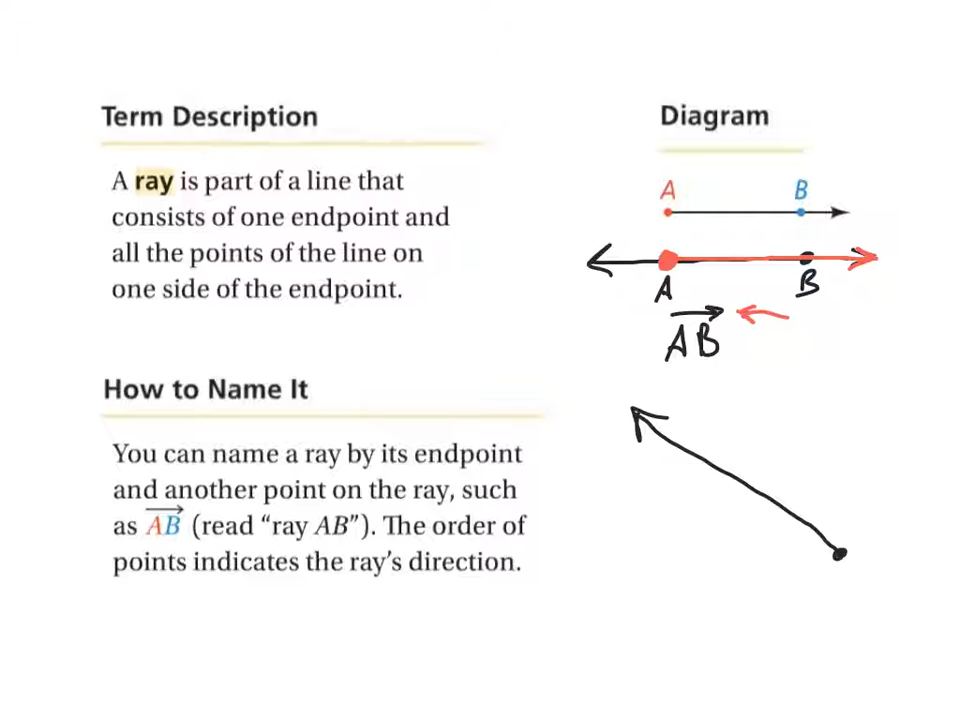 Term Description
A ray is part of a line that
consists of one endpoint and
all the points of the line on
one side of the endpoint.
How to Name It
You can name a ray by its endpoint
and another point on the ray, such
as AB (read “ray AB”). The order of
points indicates the ray’s direction.
Diagram
A B
A B
AB